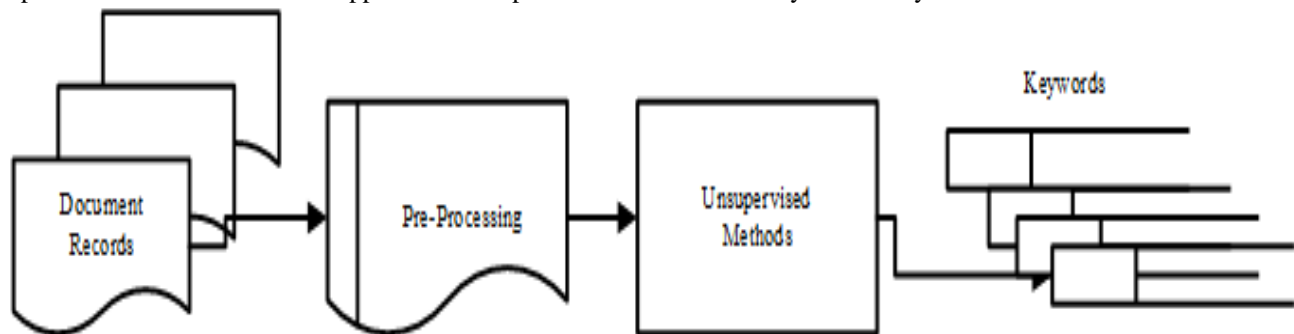 Document
Records
Pre-Processing
Unsupervised
Methods
Keywords